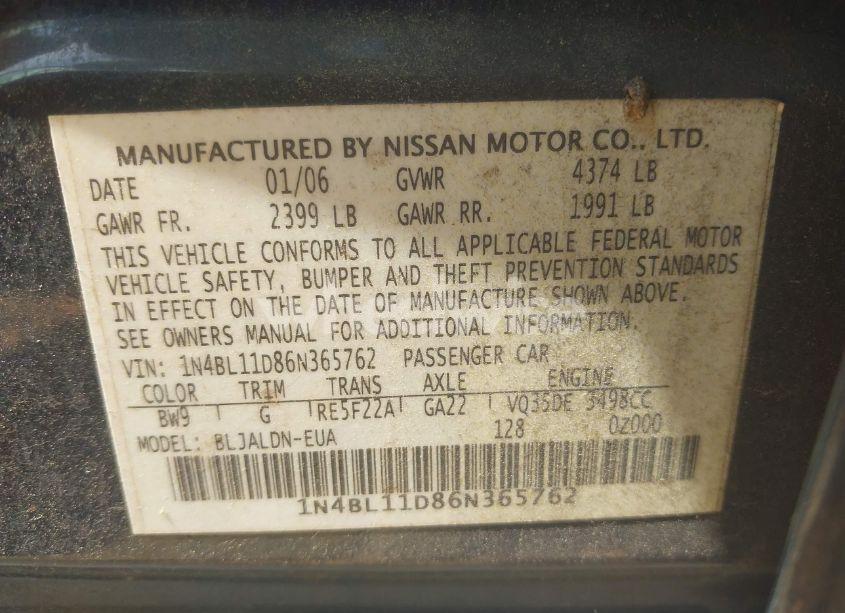 MANUFACTURED BY NISSAN MOTOR CO., LTD.
DATE 01/06 GVWR 4374 LB
GAWR FR. 2399 LB GAWR RR. 1991 LB
THIS VEHICLE CONFORMS TO ALL APPLICABLE FEDERAL MOTOR
VEHICLE SAFETY, BUMPER AND THEFT PREVENTION STANDARDS
IN EFFECT ON THE DATE OF MANUFACTURE SHOWN ABOVE.
SEE OWNERS MANUAL FOR ADDITIONAL INFORMATION.
VIN: 1N4BL11D86N365762 PASSENGER CAR
COLOR TRIM TRANS AXLE ENGINE
BW9 G RE5F22A GA22 VQ35DE 3498CC
MODEL: BLJALDN-EUA 128 0Z000
1N4BL11D86N365762